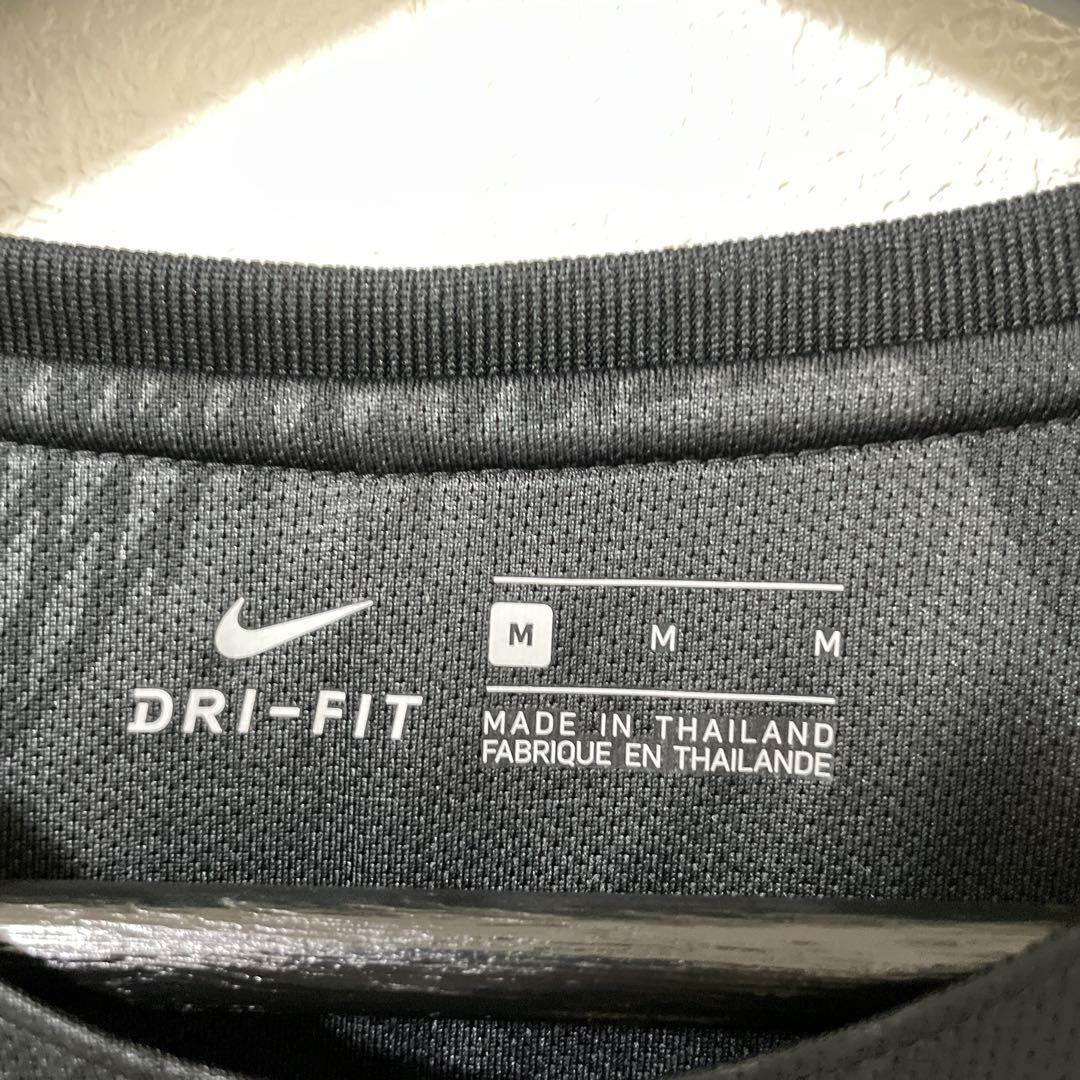 DRI-FIT
M M M
MADE IN THAILAND
FABRIQUE EN THAILANDE